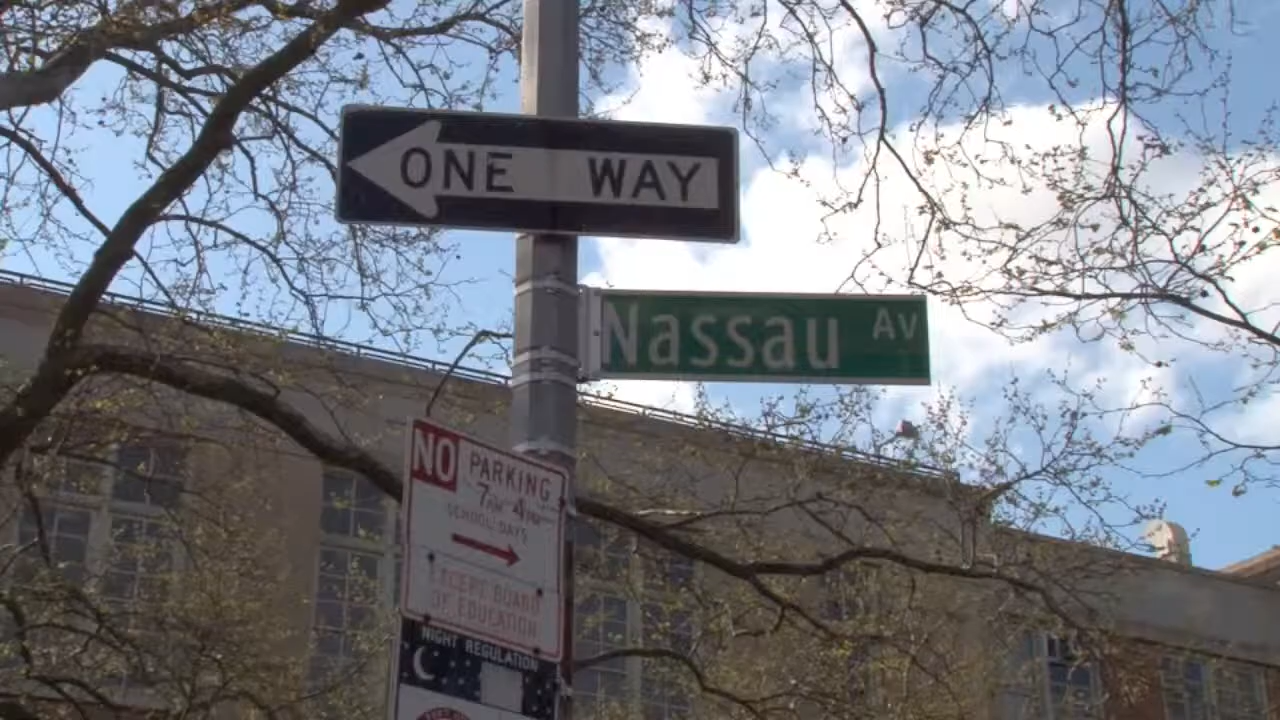 ONE WAY
Nassau Av
NO PARKING
7AM-4PM
SCHOOL DAYS
EXCEPT BOARD
OF EDUCATION
NIGHT REGULATION